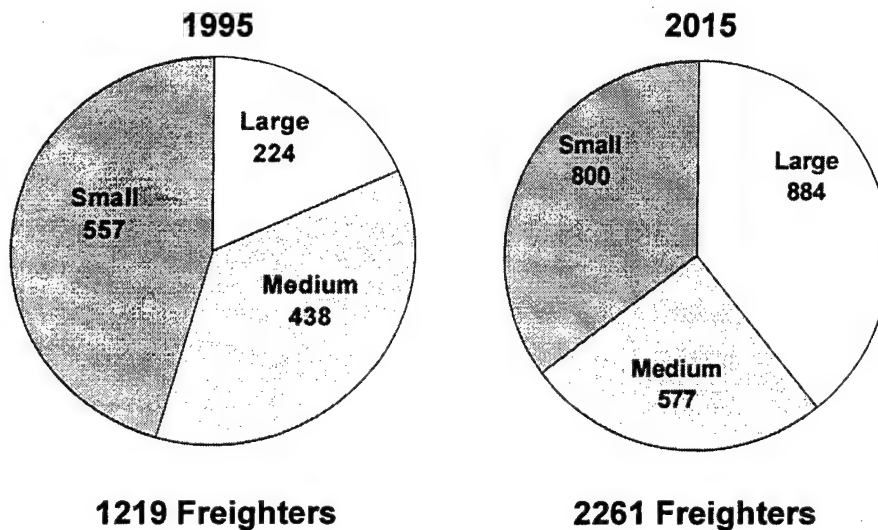 1995
Large
224
Small
557
Medium
438
1219 Freighters
2015
Small
800
Large
884
Medium
577
2261 Freighters